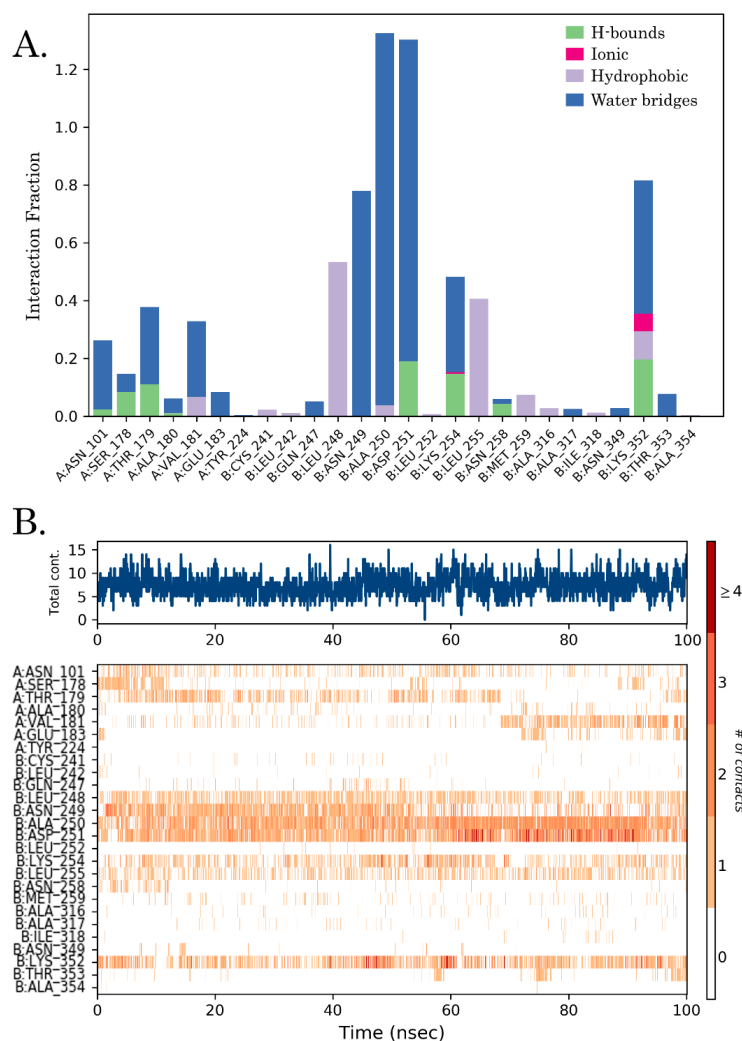 A.
H-bounds
Ionic
Hydrophobic
Water bridges
Interaction Fraction
1.2
1.0
0.8
0.6
0.4
0.2
0.0
A:ASN_101
A:SER_178
A:THR_179
A:ALA_180
A:VAL_181
A:GLU_183
A:TYR_224
B:CYS_241
B:LEU_242
B:GLN_247
B:LEU_248
B:ASN_249
B:ALA_250
B:ASP_251
B:LEU_252
B:LYS_254
B:LEU_255
B:ASN_258
B:MET_259
B:ALA_316
B:ALA_317
B:ILE_318
B:ASN_349
B:LYS_352
B:THR_353
B:ALA_354
B.
Total cont.
15
10
5
0
0 20 40 60 80 100
A:ASN_101
A:SER_178
A:THR_179
A:ALA_180
A:VAL_181
A:GLU_183
A:TYR_224
B:CYS_241
B:LEU_242
B:GLN_247
B:LEU_248
B:ASN_249
B:ALA_250
B:ASP_251
B:LEU_252
B:LYS_254
B:LEU_255
B:ASN_258
B:MET_259
B:ALA_316
B:ALA_317
B:ILE_318
B:ASN_349
B:LYS_352
B:THR_353
B:ALA_354
0 20 40 60 80 100
Time (nsec)
≥4
3
2
1
0
# of contacts